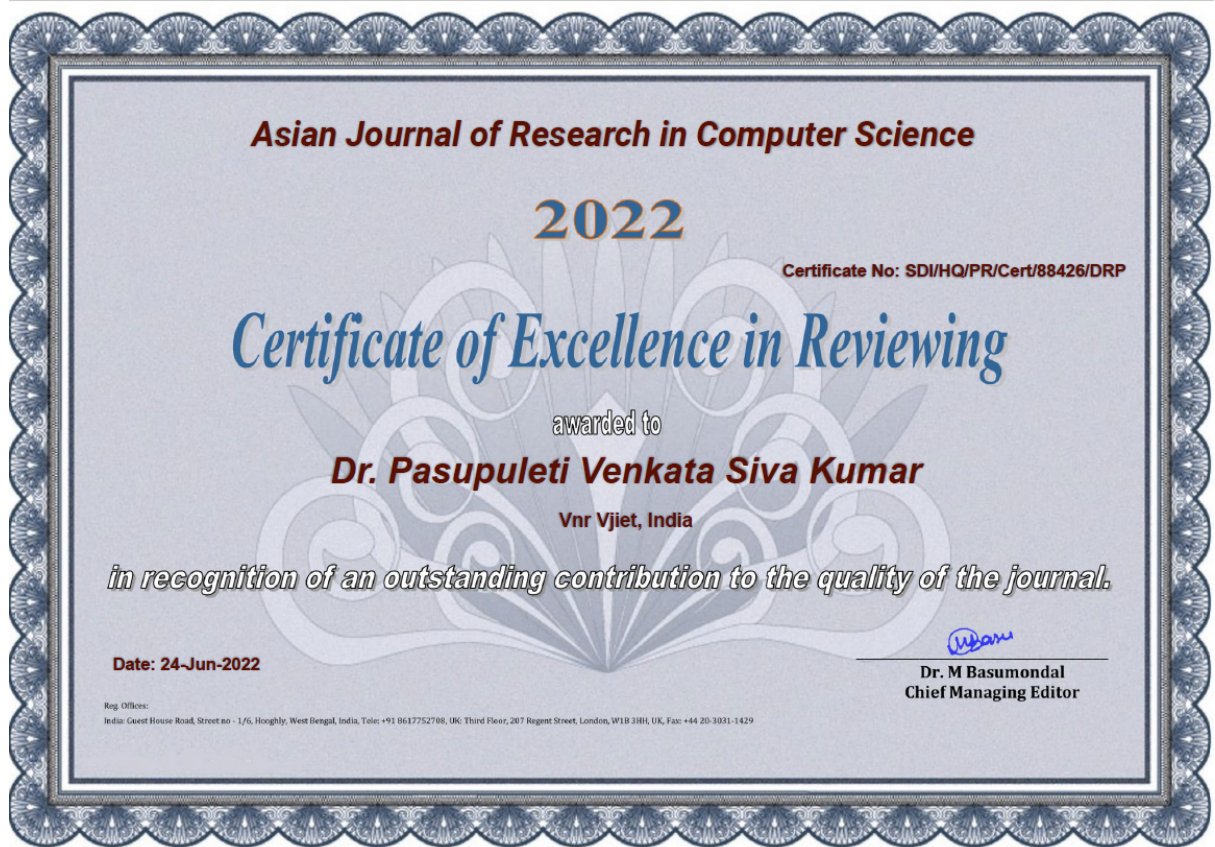 Asian Journal of Research in Computer Science
2022
Certificate No: SDI/HQ/PR/Cert/88426/DRP
Certificate of Excellence in Reviewing
awarded to
Dr. Pasupuleti Venkata Siva Kumar
Vnr Vjiet, India
in recognition of an outstanding contribution to the quality of the journal.
MBasu
Date: 24-Jun-2022
Dr. M Basumondal
Chief Managing Editor
Reg. Offices:
India: Guest House Road, Street no - 1/6, Hooghly, West Bengal, India, Tele: +91 8617752708, UK: Third Floor, 207 Regent Street, London, W1B 3HH, UK, Fax: +44 20-3031-1429